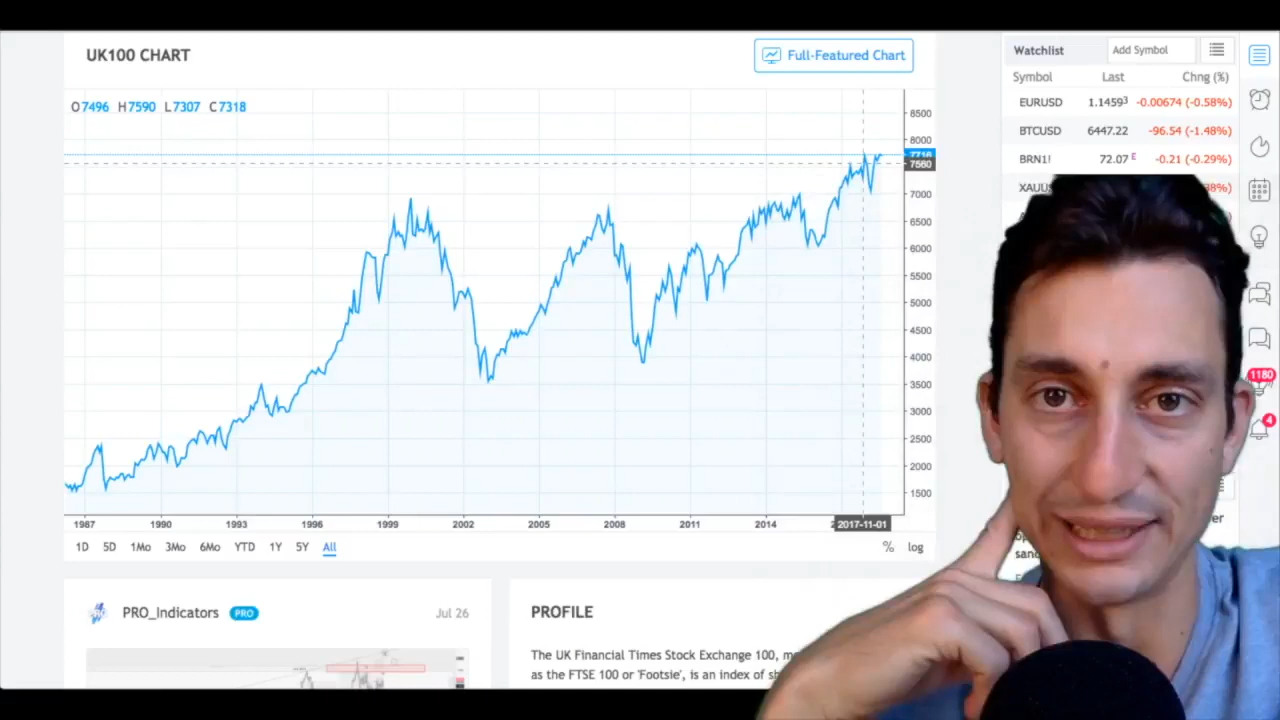 UK100 CHART
Full-Featured Chart
O7496 H7590 L7307 C7318
8500
8000
7716
7560
7000
6500
6000
5500
5000
4500
4000
3500
3000
2500
2000
1500
1987 1990 1993 1996 1999 2002 2005 2008 2011 2014 2017-11-01
1D 5D 1Mo 3Mo 6Mo YTD 1Y 5Y All
% log
PRO_Indicators PRO Jul 26
PROFILE
The UK Financial Times Stock Exchange 100,
as the FTSE 100 or 'Footsie', is an index of
Watchlist Add Symbol
Symbol Last Chng (%)
EURUSD 1.14593 -0.00674 (-0.58%)
BTCUSD 6447.22 -96.54 (-1.48%)
BRN1! 72.07 E -0.21 (-0.29%)
1180
4